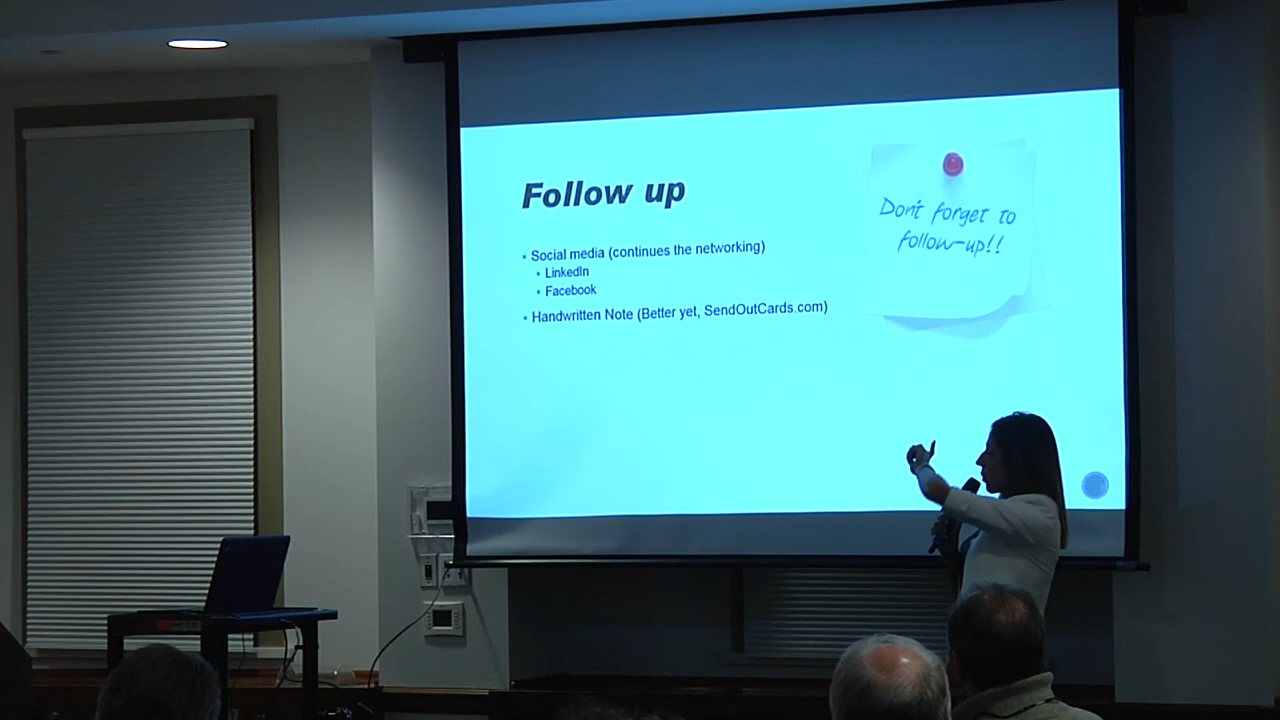 Follow up
Social media (continues the networking)
LinkedIn
Facebook
Handwritten Note (Better yet, SendOutCards.com)
Don't forget to
follow-up!!